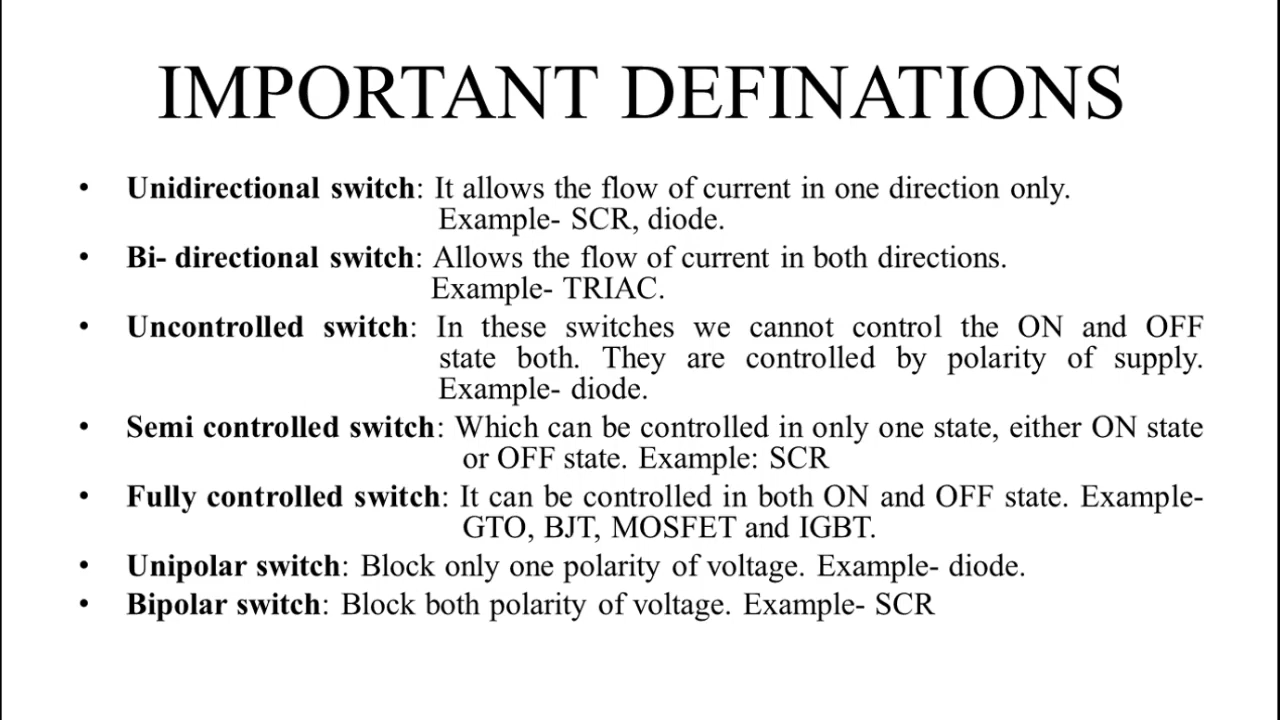 IMPORTANT DEFINATIONS
• Unidirectional switch: It allows the flow of current in one direction only.
Example- SCR, diode.
• Bi- directional switch: Allows the flow of current in both directions.
Example- TRIAC.
• Uncontrolled switch: In these switches we cannot control the ON and OFF
state both. They are controlled by polarity of supply.
Example- diode.
• Semi controlled switch: Which can be controlled in only one state, either ON state
or OFF state. Example: SCR
• Fully controlled switch: It can be controlled in both ON and OFF state. Example-
GTO, BJT, MOSFET and IGBT.
• Unipolar switch: Block only one polarity of voltage. Example- diode.
• Bipolar switch: Block both polarity of voltage. Example- SCR